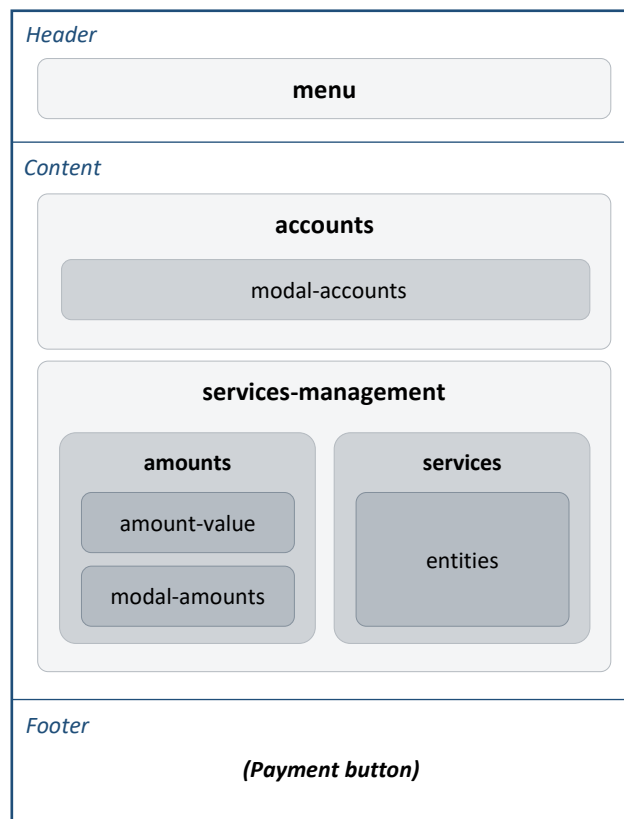 Header
menu
Content
accounts
modal-accounts
services-management
amounts
services
amount-value
modal-amounts
entities
Footer
(Payment button)